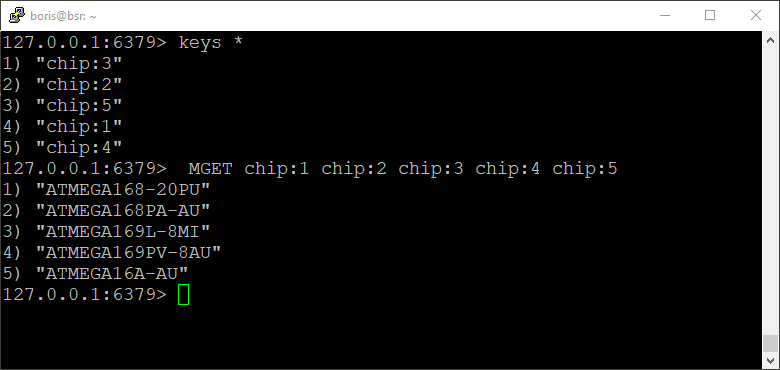 boris@bsr: ~
127.0.0.1:6379> keys *
1) "chip:3"
2) "chip:2"
3) "chip:5"
4) "chip:1"
5) "chip:4"
127.0.0.1:6379>  MGET chip:1 chip:2 chip:3 chip:4 chip:5
1) "ATMEGA168-20PU"
2) "ATMEGA168PA-AU"
3) "ATMEGA169L-8MI"
4) "ATMEGA169PV-8AU"
5) "ATMEGA16A-AU"
127.0.0.1:6379>